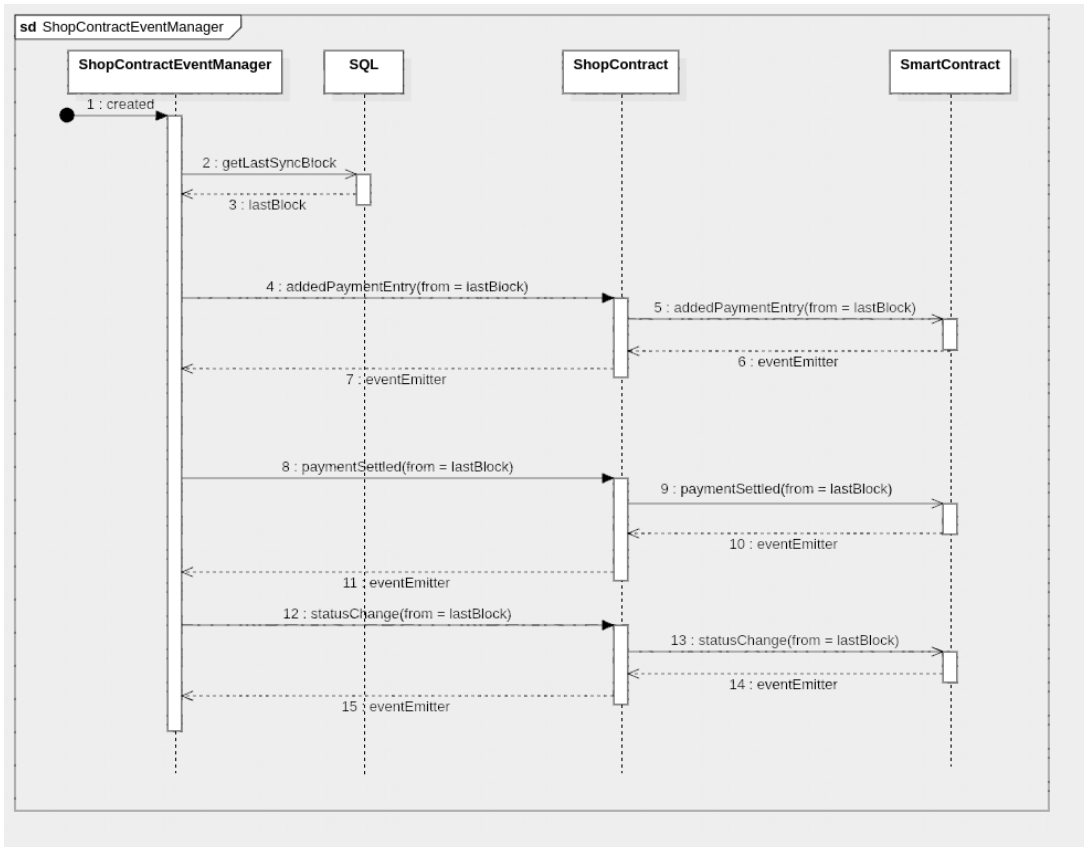 sd ShopContractEventManager
ShopContractEventManager
SQL
ShopContract
SmartContract
1 : created
2 : getLastSyncBlock
3 : lastBlock
4 : addedPaymentEntry(from = lastBlock)
5 : addedPaymentEntry(from = lastBlock)
6 : eventEmitter
7 : eventEmitter
8 : paymentSettled(from = lastBlock)
9 : paymentSettled(from = lastBlock)
10 : eventEmitter
11 : eventEmitter
12 : statusChange(from = lastBlock)
13 : statusChange(from = lastBlock)
14 : eventEmitter
15 : eventEmitter